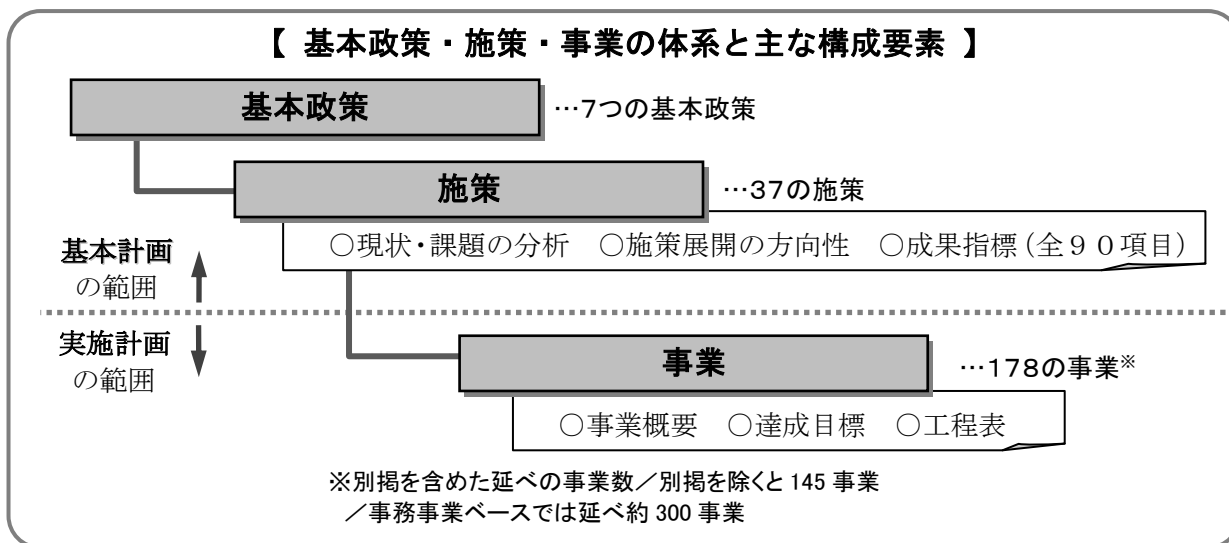 【 基本政策・施策・事業の体系と主な構成要素 】
基本政策 …7つの基本政策
施策 …37の施策
○現状・課題の分析 ○施策展開の方向性 ○成果指標(全90項目)
基本計画
の範囲
実施計画
の範囲
事業 …178の事業※
○事業概要 ○達成目標 ○工程表
※別掲を含めた延べの事業数/別掲を除くと 145 事業
/事務事業ベースでは延べ約 300 事業